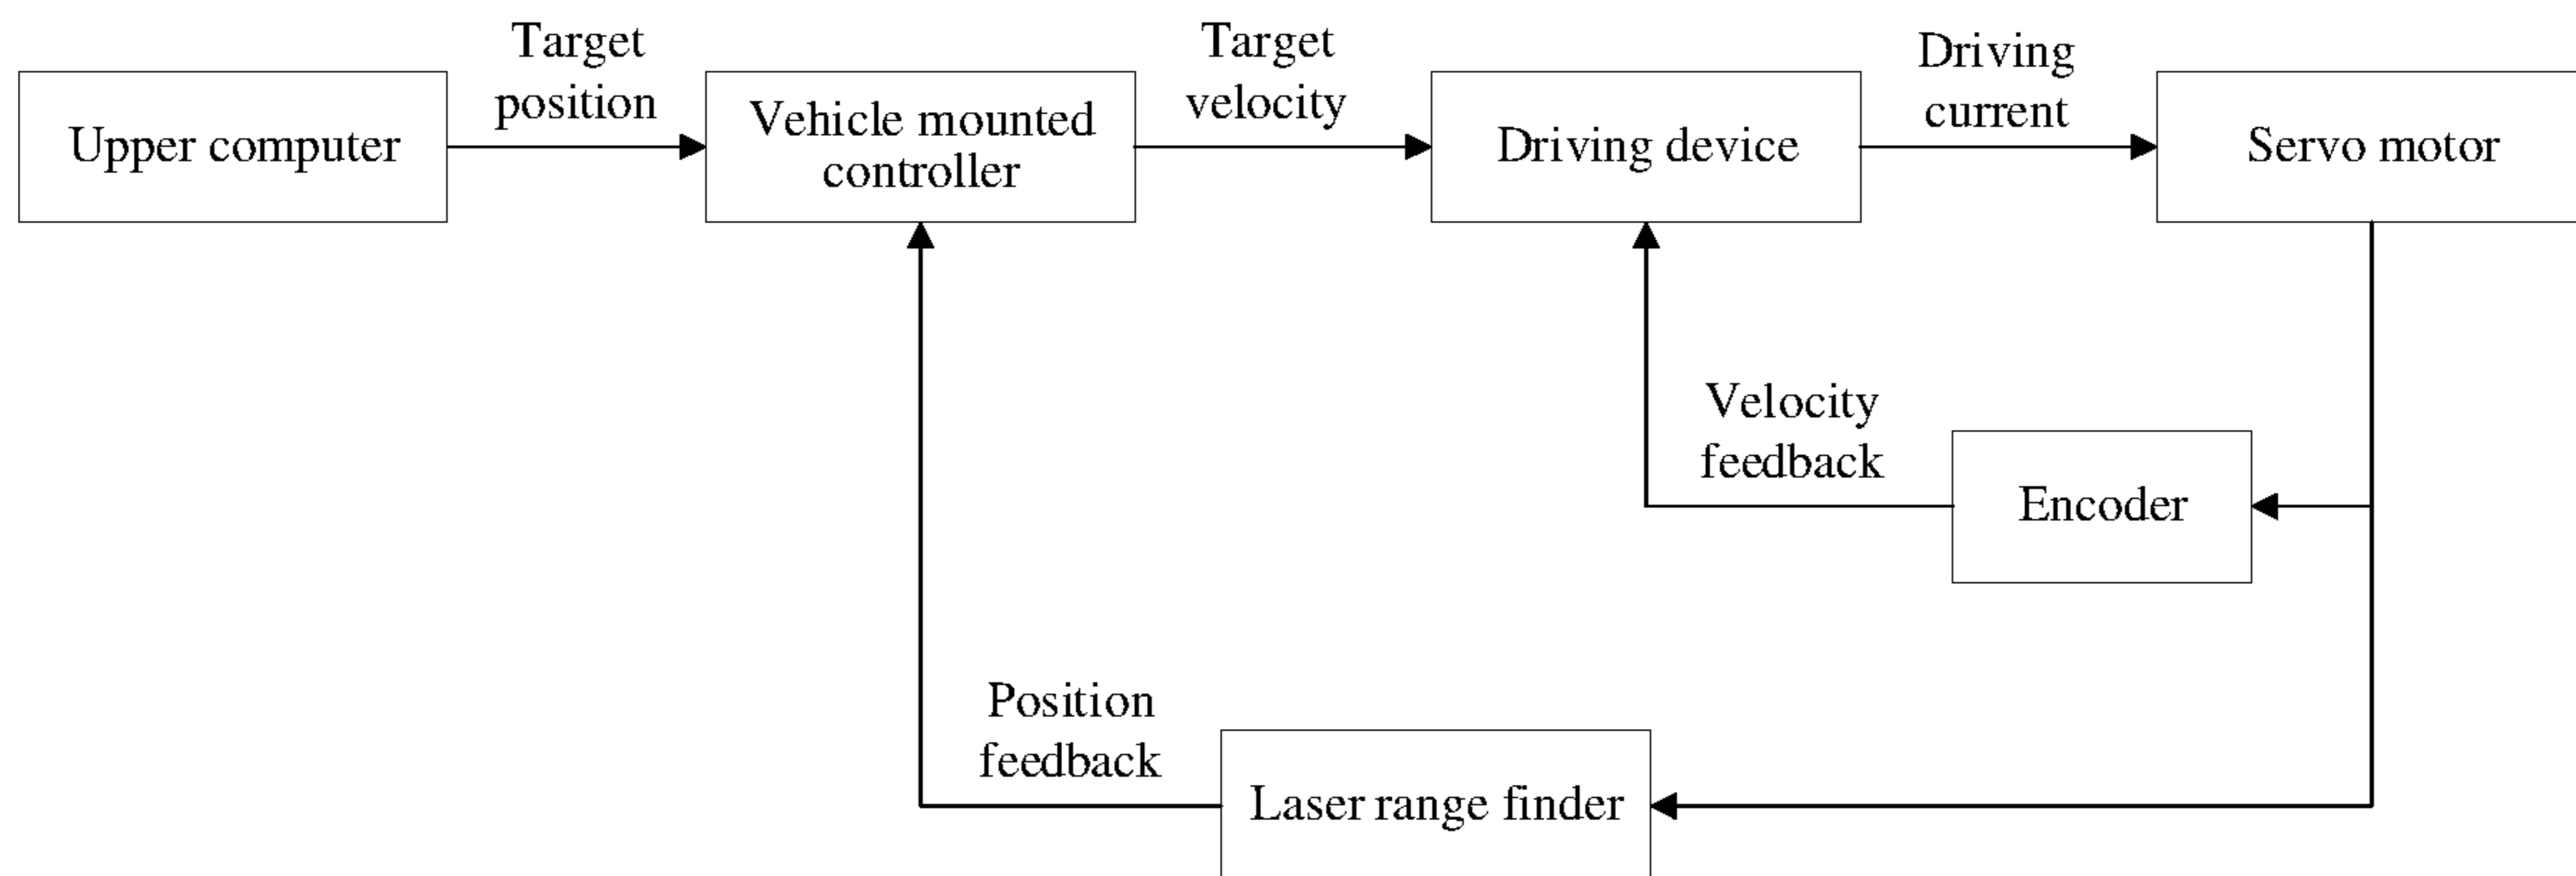 Target
position
Target
velocity
Driving
current
Upper computer
Vehicle mounted
controller
Driving device
Servo motor
Velocity
feedback
Encoder
Position
feedback
Laser range finder